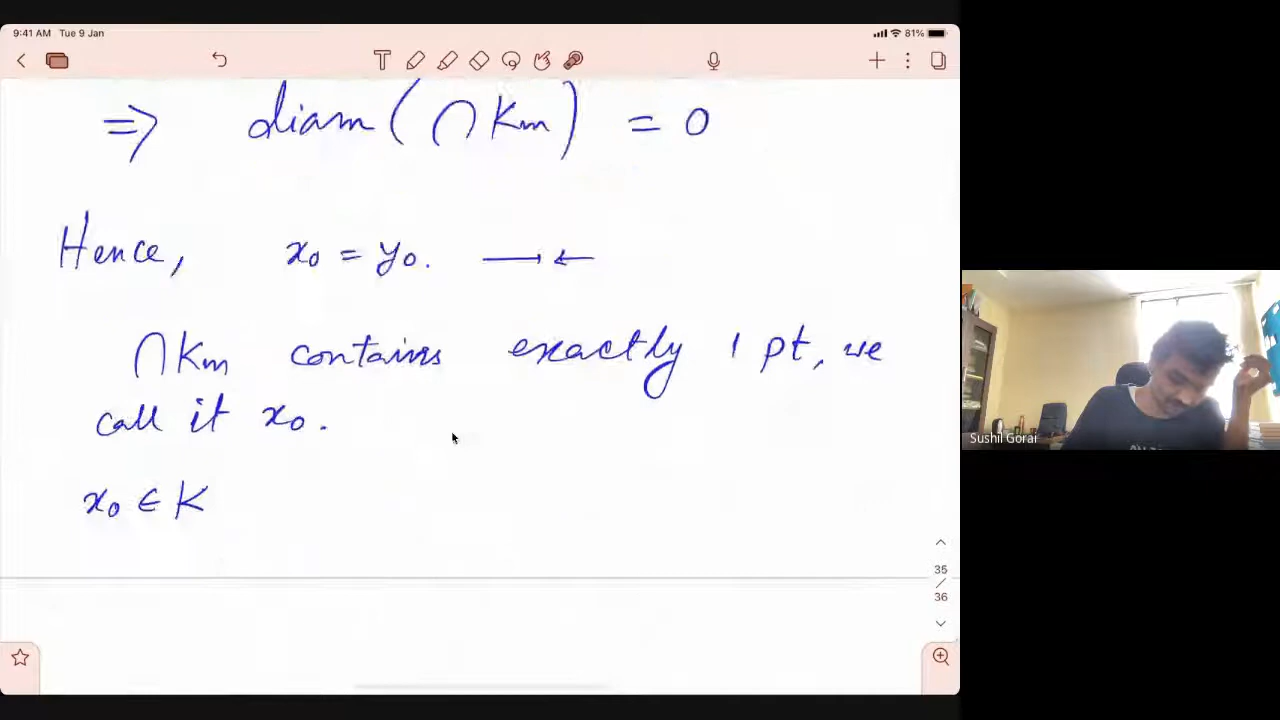 9:41 AM Tue 9 Jan
81%
⇒ diam(∩Km) = 0
Hence, x₀ = y₀. →←
∩Km contains exactly 1 pt, we
call it x₀.
x₀ ∈ K
35
/
36
Sushil Gorai